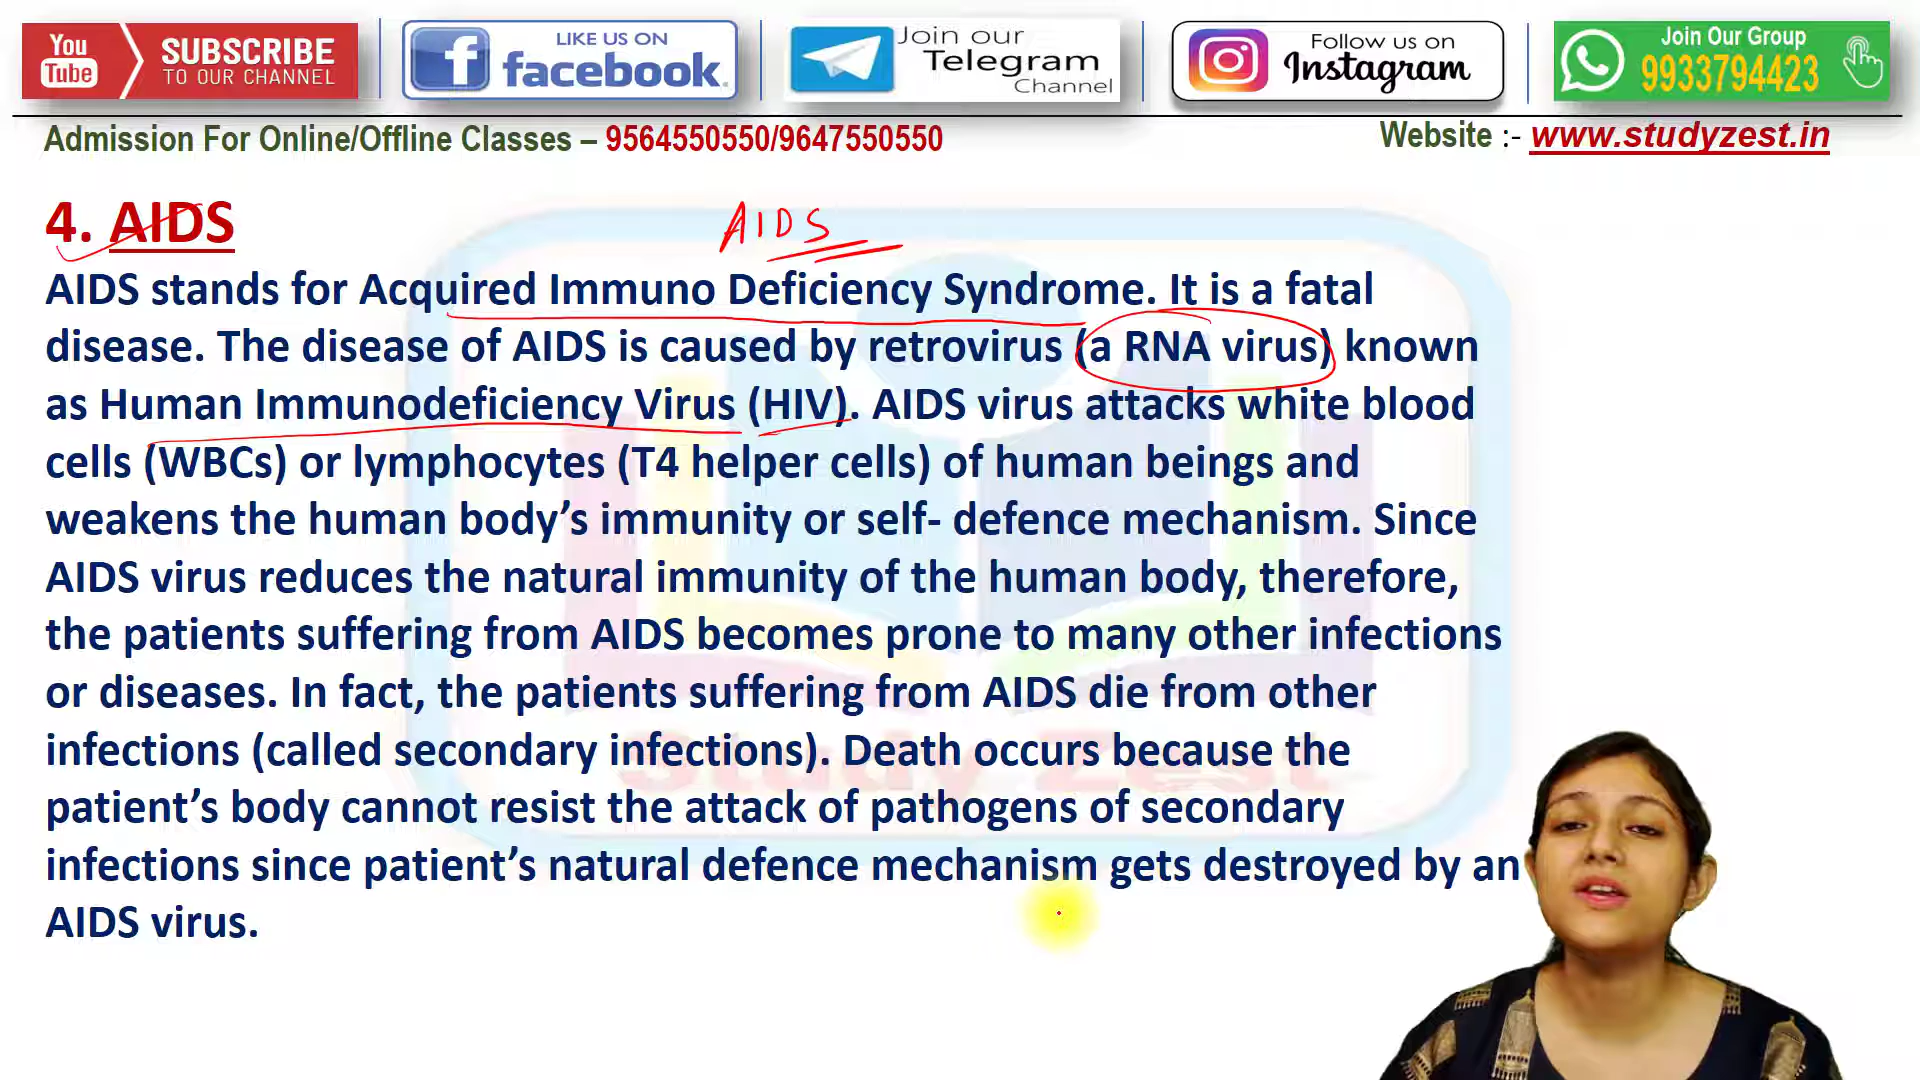 You Tube SUBSCRIBE TO OUR CHANNEL
LIKE US ON facebook.
Join our Telegram Channel
Follow us on Instagram
Join Our Group 9933794423
Admission For Online/Offline Classes – 9564550550/9647550550
Website :- www.studyzest.in
4. AIDS
AIDS
AIDS stands for Acquired Immuno Deficiency Syndrome. It is a fatal
disease. The disease of AIDS is caused by retrovirus (a RNA virus) known
as Human Immunodeficiency Virus (HIV). AIDS virus attacks white blood
cells (WBCs) or lymphocytes (T4 helper cells) of human beings and
weakens the human body’s immunity or self- defence mechanism. Since
AIDS virus reduces the natural immunity of the human body, therefore,
the patients suffering from AIDS becomes prone to many other infections
or diseases. In fact, the patients suffering from AIDS die from other
infections (called secondary infections). Death occurs because the
patient’s body cannot resist the attack of pathogens of secondary
infections since patient’s natural defence mechanism gets destroyed by an
AIDS virus.
Study Zest